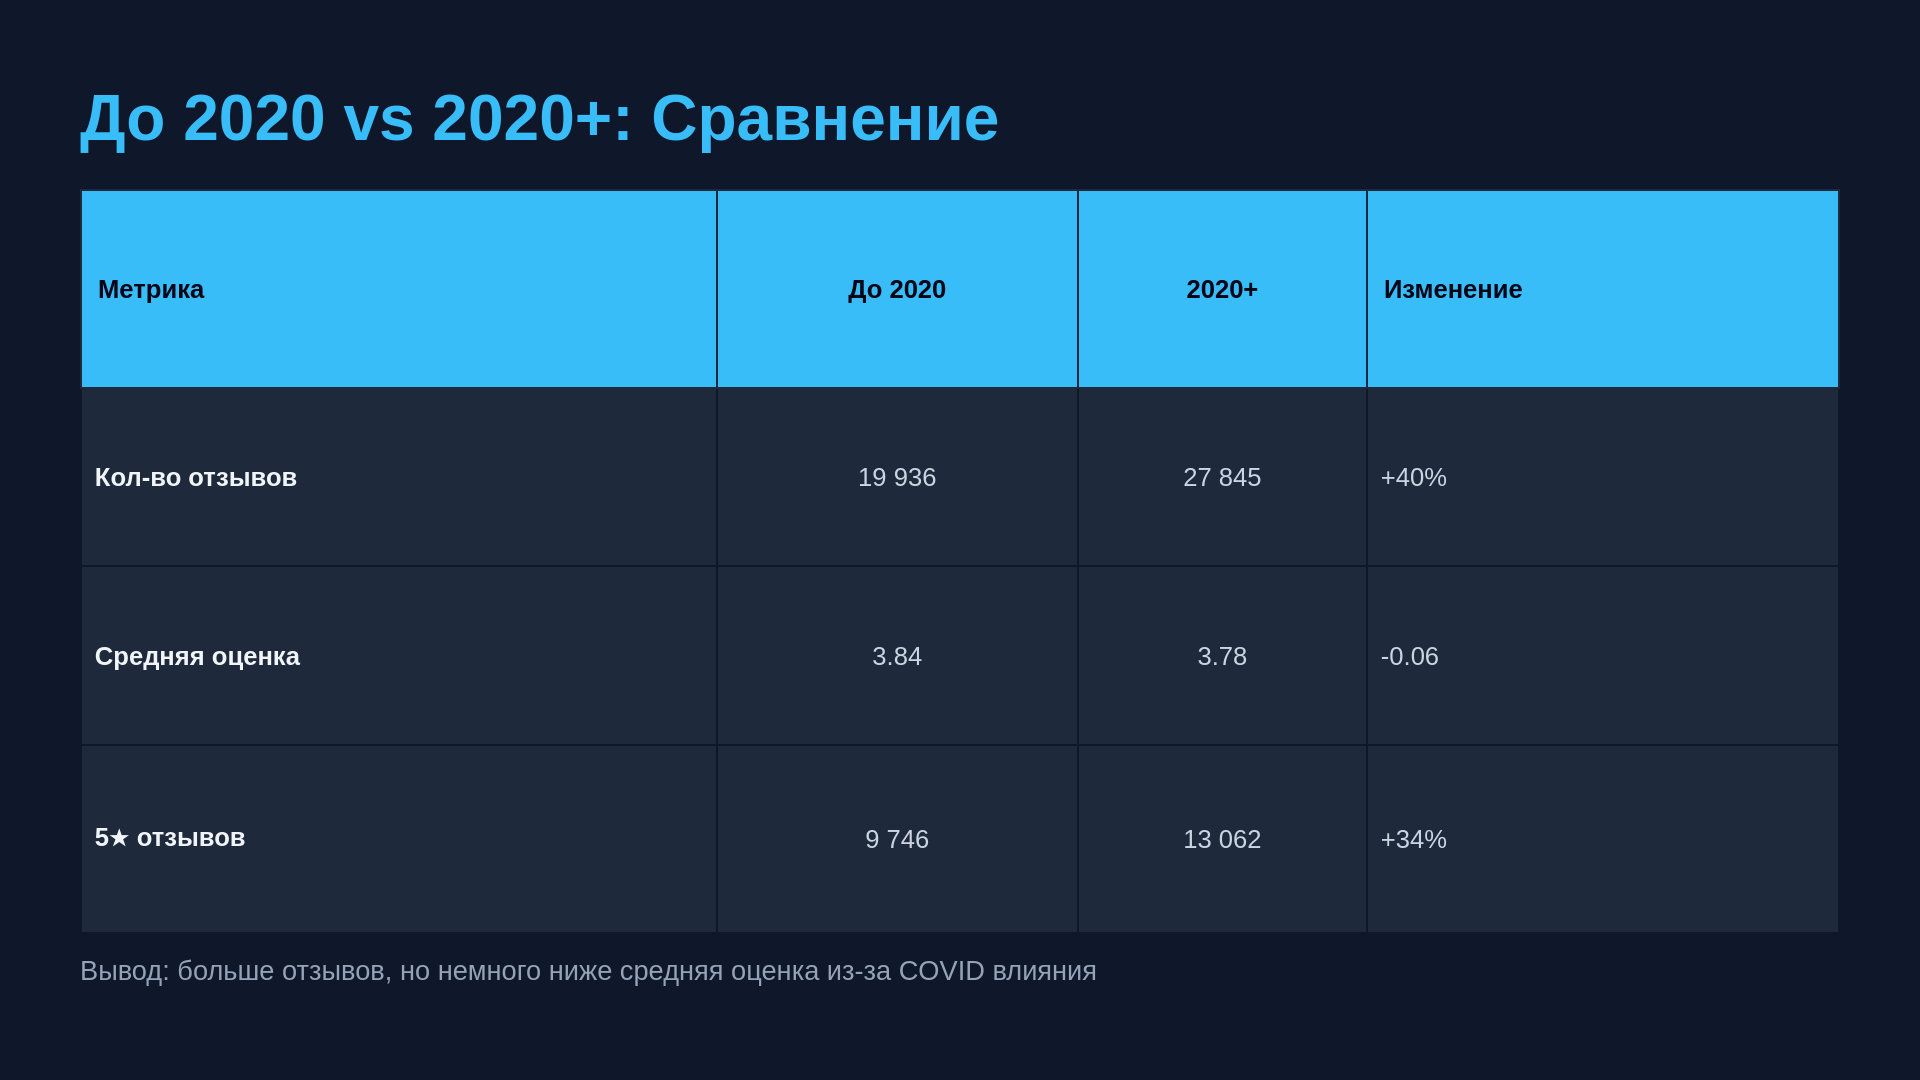 До 2020 vs 2020+: Сравнение
Метрика До 2020 2020+ Изменение
Кол-во отзывов 19 936 27 845 +40%
Средняя оценка 3.84 3.78 -0.06
5★ отзывов 9 746 13 062 +34%
Вывод: больше отзывов, но немного ниже средняя оценка из-за COVID влияния